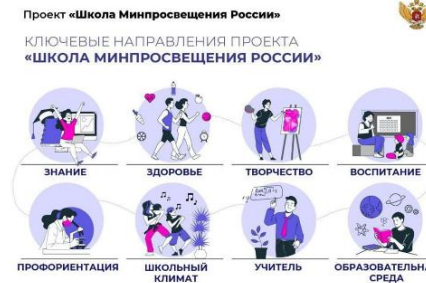 Проект «Школа Минпросвещения России»
КЛЮЧЕВЫЕ НАПРАВЛЕНИЯ ПРОЕКТА
«ШКОЛА МИНПРОСВЕЩЕНИЯ РОССИИ»
ЗНАНИЕ
ЗДОРОВЬЕ
ТВОРЧЕСТВО
ВОСПИТАНИЕ
ПРОФОРИЕНТАЦИЯ
ШКОЛЬНЫЙ
КЛИМАТ
УЧИТЕЛЬ
ОБРАЗОВАТЕЛЬНА
СРЕДА